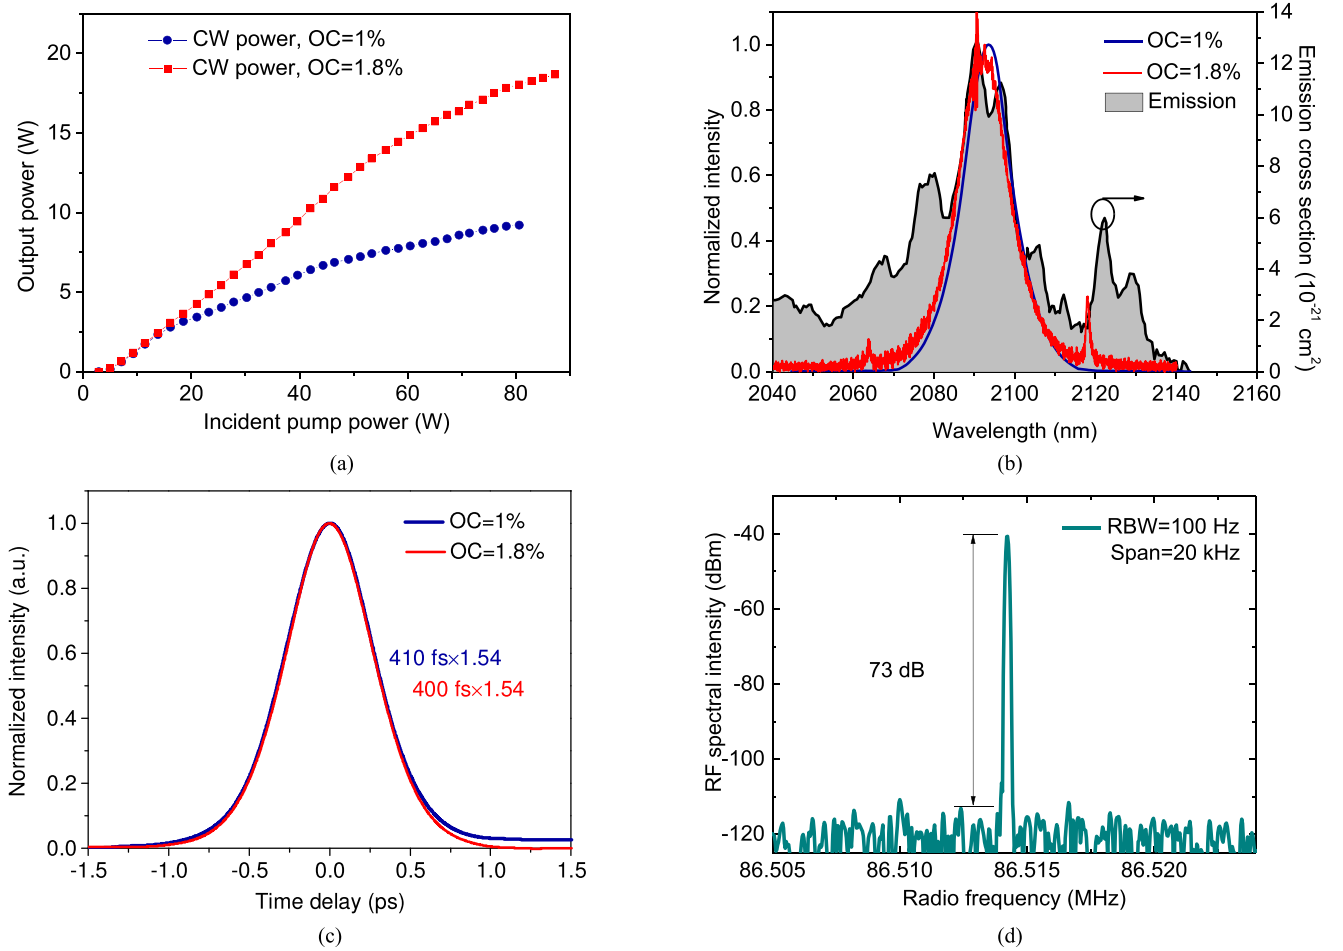 CW power, OC=1%
CW power, OC=1.8%
Output power (W)
20
15
10
5
0
0 20 40 60 80
Incident pump power (W)
(a)
OC=1%
OC=1.8%
Emission
Normalized intensity
1.0
0.8
0.6
0.4
0.2
0.0
14
12
10
8
6
4
2
0
Emission cross section (10⁻²¹ cm²)
2040 2060 2080 2100 2120 2140 2160
Wavelength (nm)
(b)
OC=1%
OC=1.8%
410 fs×1.54
400 fs×1.54
Normalized intensity (a.u.)
1.0
0.8
0.6
0.4
0.2
0.0
-1.5 -1.0 -0.5 0.0 0.5 1.0 1.5
Time delay (ps)
(c)
RBW=100 Hz
Span=20 kHz
73 dB
RF spectral intensity (dBm)
-40
-60
-80
-100
-120
86.505 86.510 86.515 86.520
Radio frequency (MHz)
(d)